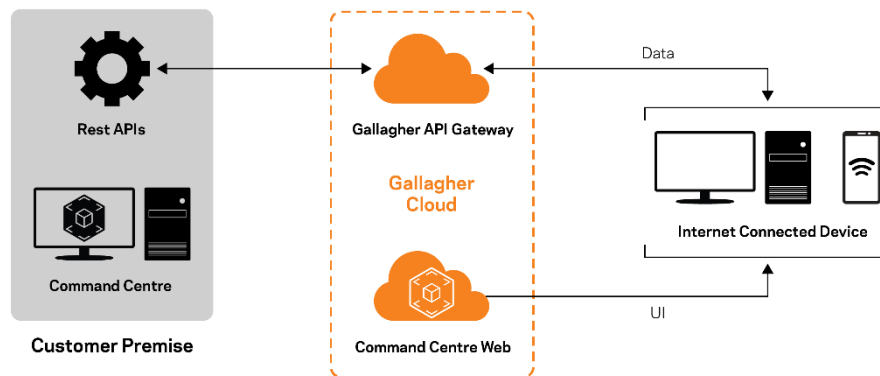 Rest APIs
Command Centre
Customer Premise
Gallagher API Gateway
Gallagher
Cloud
Command Centre Web
Data
Internet Connected Device
UI